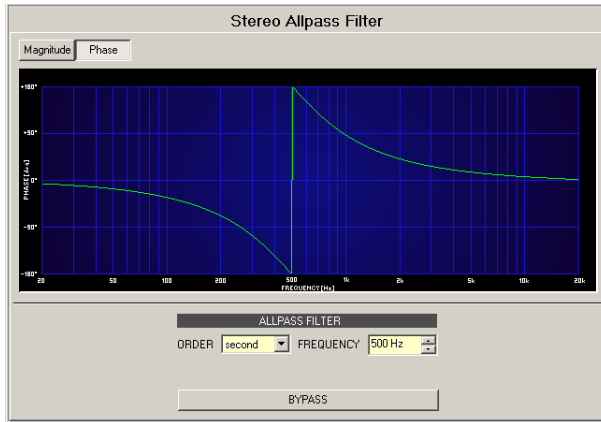 Stereo Allpass Filter
Magnitude Phase
+180°
+90°
0°
-90°
-180°
PHASE[deg]
20 50 100 200 500 1k 2k 5k 10k 20k
FREQUENCY[Hz]
ALLPASS FILTER
ORDER second FREQUENCY 500 Hz
BYPASS